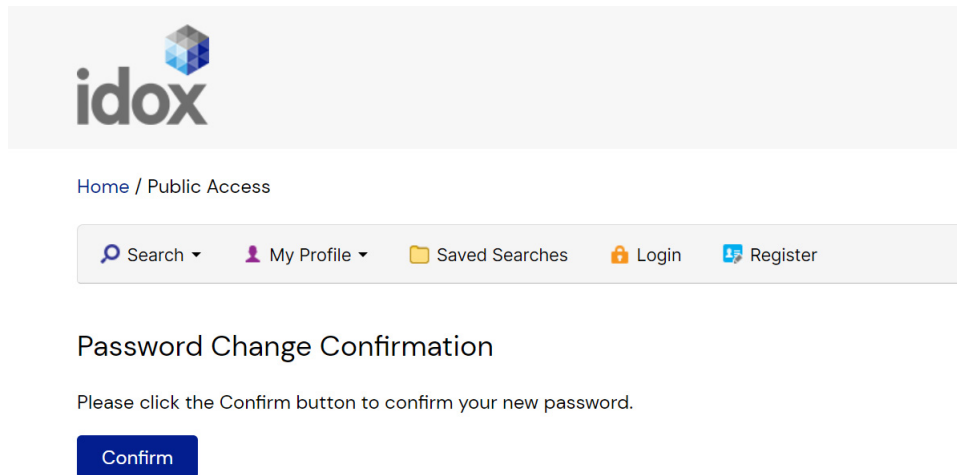 idox
Home / Public Access
Search My Profile Saved Searches Login Register
Password Change Confirmation
Please click the Confirm button to confirm your new password.
Confirm